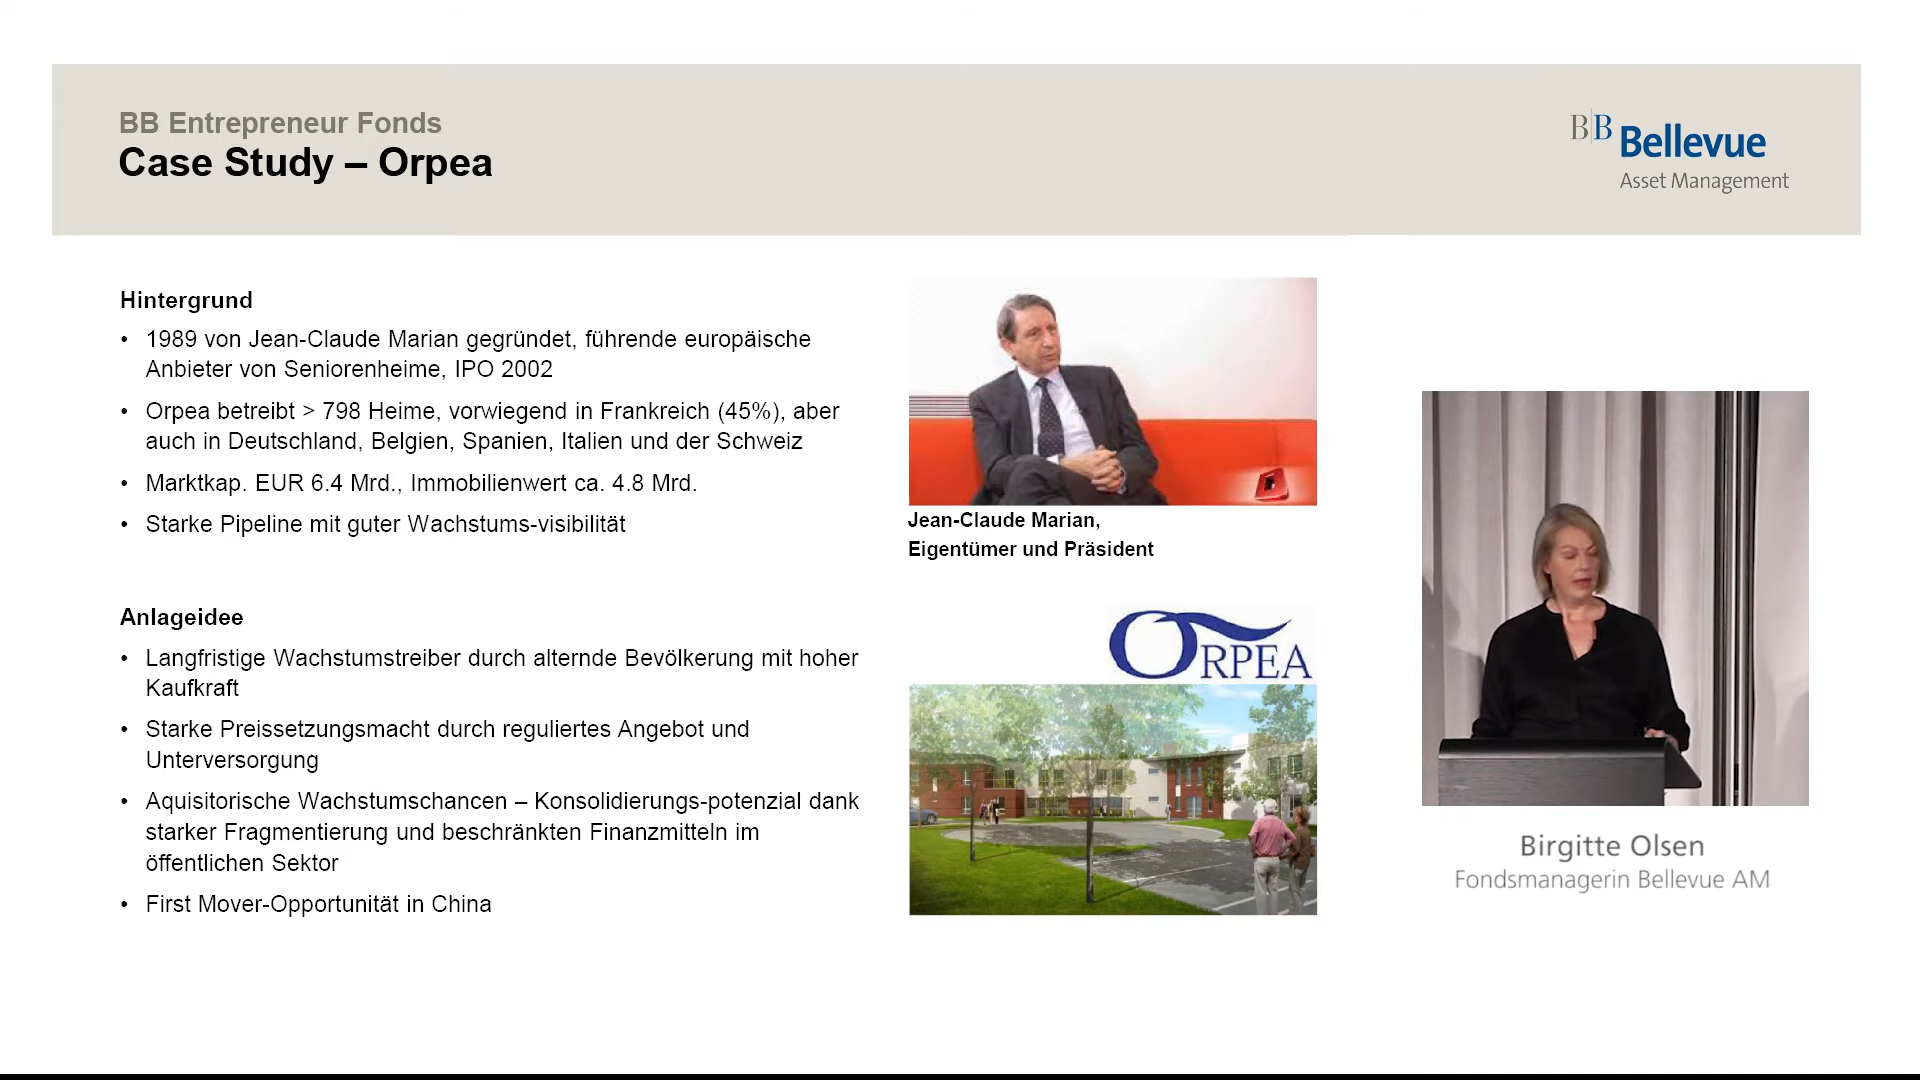 BB Entrepreneur Fonds
Case Study – Orpea
B|B Bellevue
Asset Management
Hintergrund
• 1989 von Jean-Claude Marian gegründet, führende europäische
Anbieter von Seniorenheime, IPO 2002
• Orpea betreibt > 798 Heime, vorwiegend in Frankreich (45%), aber
auch in Deutschland, Belgien, Spanien, Italien und der Schweiz
• Marktkap. EUR 6.4 Mrd., Immobilienwert ca. 4.8 Mrd.
• Starke Pipeline mit guter Wachstums-visibilität
Anlageidee
• Langfristige Wachstumstreiber durch alternde Bevölkerung mit hoher
Kaufkraft
• Starke Preissetzungsmacht durch reguliertes Angebot und
Unterversorgung
• Aquisitorische Wachstumschancen – Konsolidierungs-potenzial dank
starker Fragmentierung und beschränkten Finanzmitteln im
öffentlichen Sektor
• First Mover-Opportunität in China
Jean-Claude Marian,
Eigentümer und Präsident
ORPEA
Birgitte Olsen
Fondsmanagerin Bellevue AM